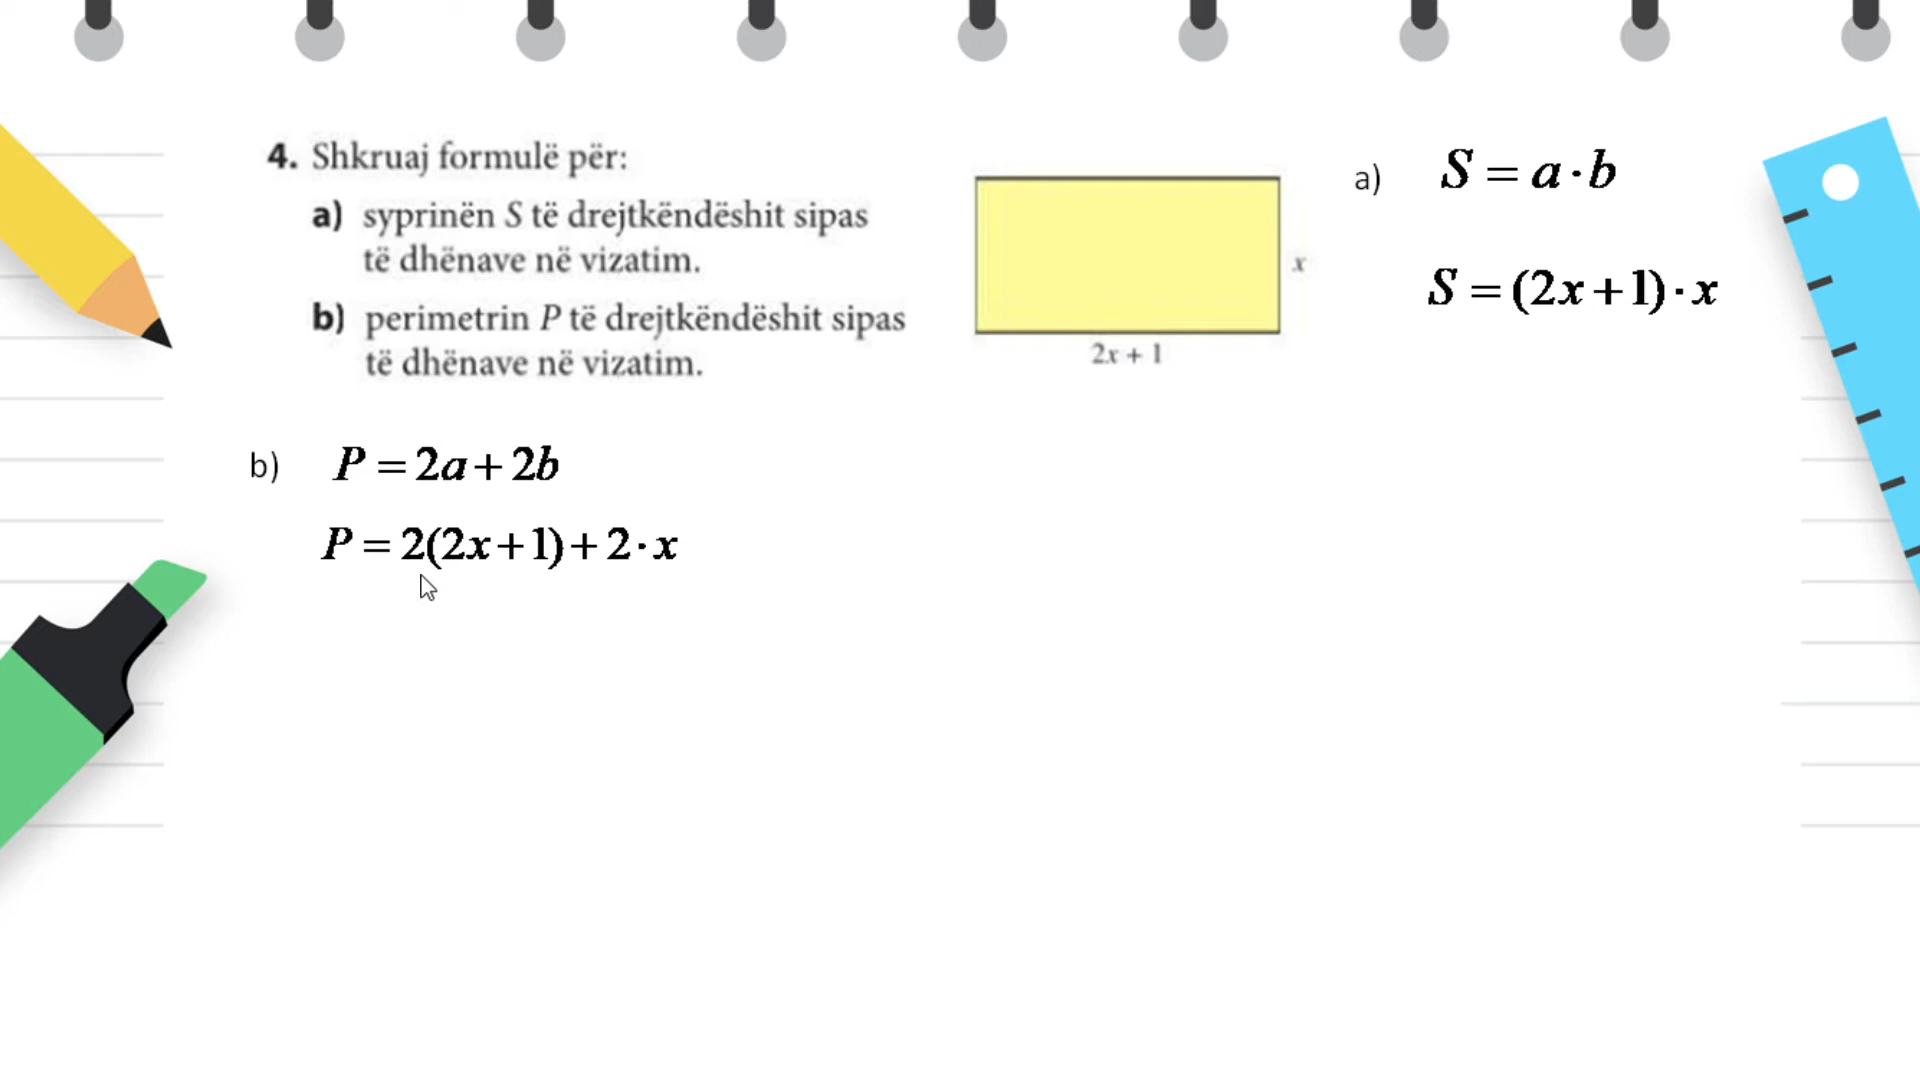 4. Shkruaj formulë për:
a) syprinën S të drejtkëndëshit sipas
të dhënave në vizatim.
b) perimetrin P të drejtkëndëshit sipas
të dhënave në vizatim.
x
2x + 1
a) S = a · b
S = (2x + 1) · x
b) P = 2a + 2b
P = 2(2x + 1) + 2 · x